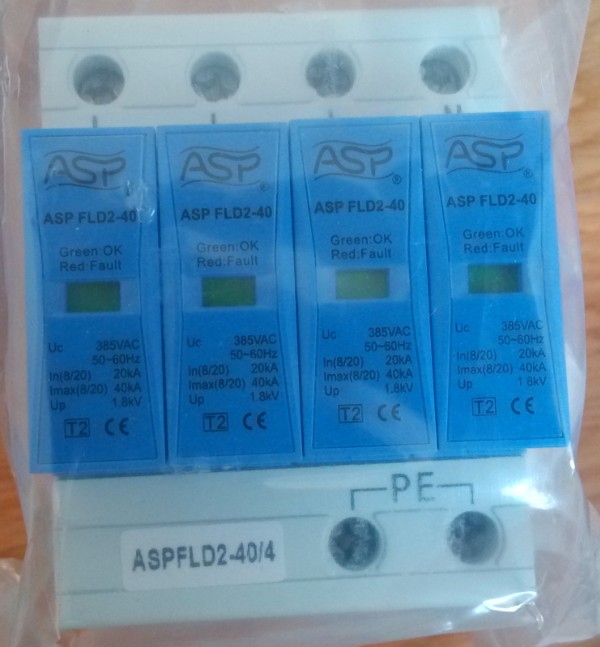 L L L N
ASP ASP ASP ® ASP ®
ASP FLD2-40 ASP FLD2-40 ASP FLD2-40 ASP FLD2-40
Green:OK Green:OK Green:OK Green:OK
Red:Fault Red:Fault Red:Fault Red:Fault
Uc 385VAC Uc 385VAC Uc 385VAC Uc 385VAC
50~60Hz 50~60Hz 50~60Hz 50~60Hz
In(8/20) 20kA In(8/20) 20kA In(8/20) 20kA In(8/20) 20kA
Imax(8/20) 40kA Imax(8/20) 40kA Imax(8/20) 40kA Imax(8/20) 40kA
Up 1.8kV Up 1.8kV Up 1.8kV Up 1.8kV
T2 CE T2 CE T2 CE T2 CE
PE
ASPFLD2-40/4